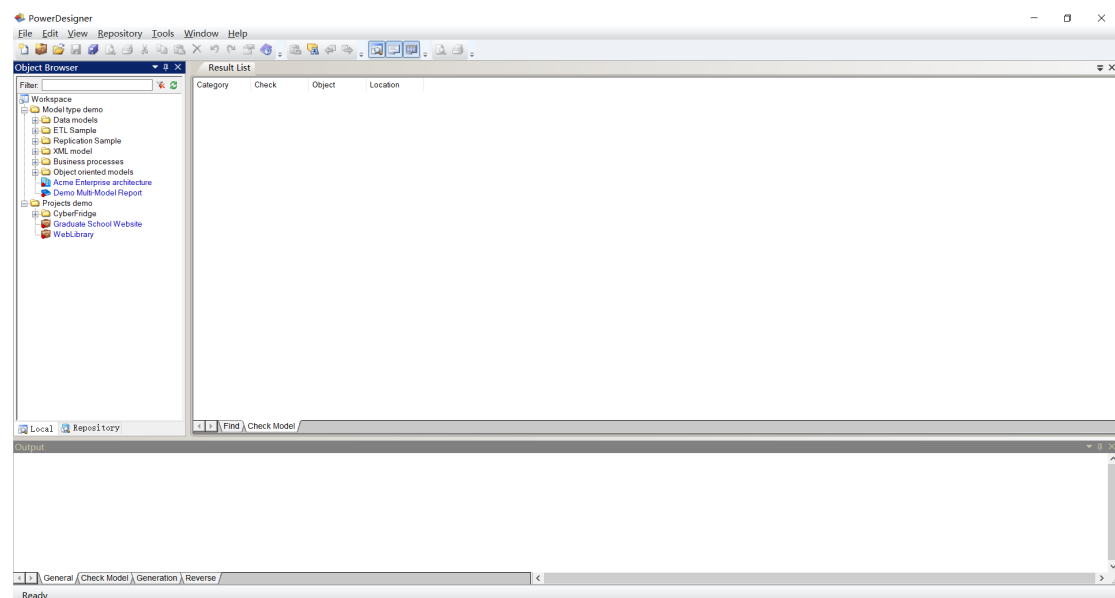 PowerDesigner
File Edit View Repository Tools Window Help
Object Browser
Result List
Filter:
Category Check Object Location
Workspace
Model type demo
Data models
ETL Sample
Replication Sample
XML model
Business processes
Object oriented models
Acme Enterprise architecture
Demo Multi-Model Report
Projects demo
CyberFridge
Graduate School Website
WebLibrary
Local Repository
Find Check Model
Output
General Check Model Generation Reverse
Ready